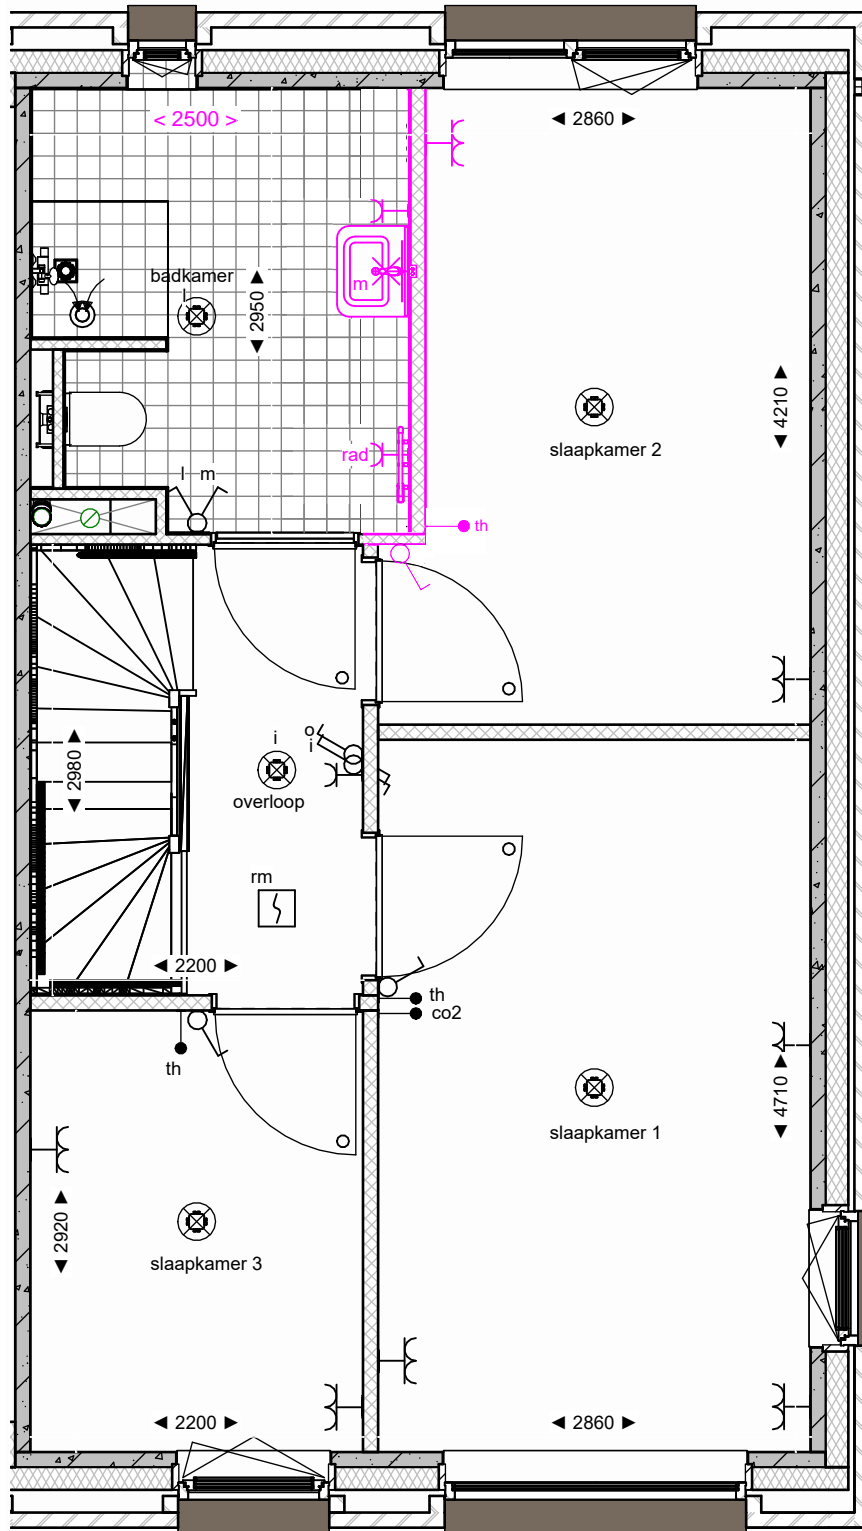 < 2500 >
◄ 2860 ►
badkamer
l
◄ 2950 ►
m
◄ 4210 ►
slaapkamer 2
rad
l m
th
i
o
i
◄ 2980 ►
overloop
rm
◄ 2200 ►
th
co2
th
◄ 4710 ►
slaapkamer 1
◄ 2920 ►
slaapkamer 3
◄ 2200 ►
◄ 2860 ►